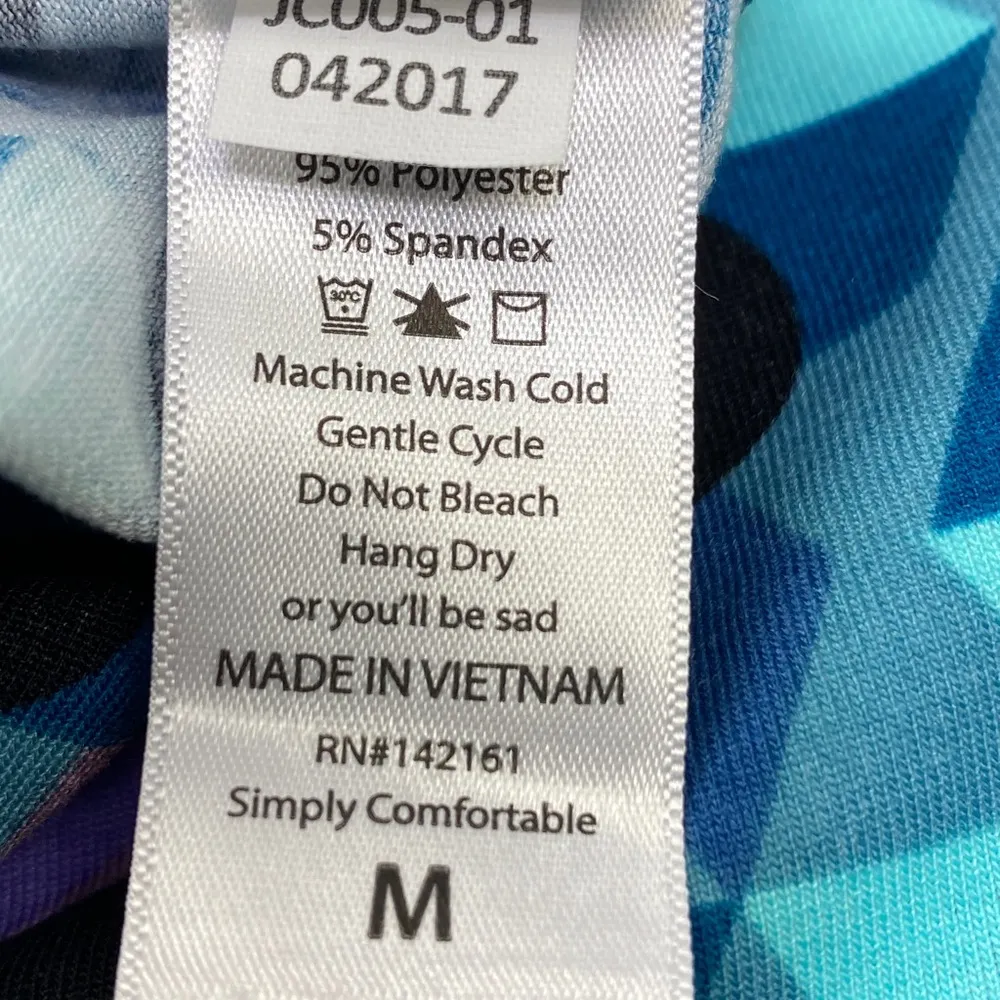 JC005-01
042017
95% Polyester
5% Spandex
30°C
Machine Wash Cold
Gentle Cycle
Do Not Bleach
Hang Dry
or you'll be sad
MADE IN VIETNAM
RN#142161
Simply Comfortable
M